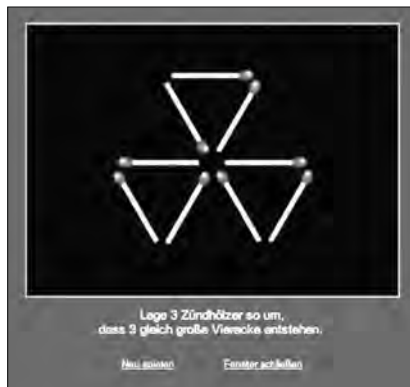 Lege 3 Zündhölzer so um,
dass 3 gleich große Vierecke entstehen.
Neu spielen
Fenster schließen